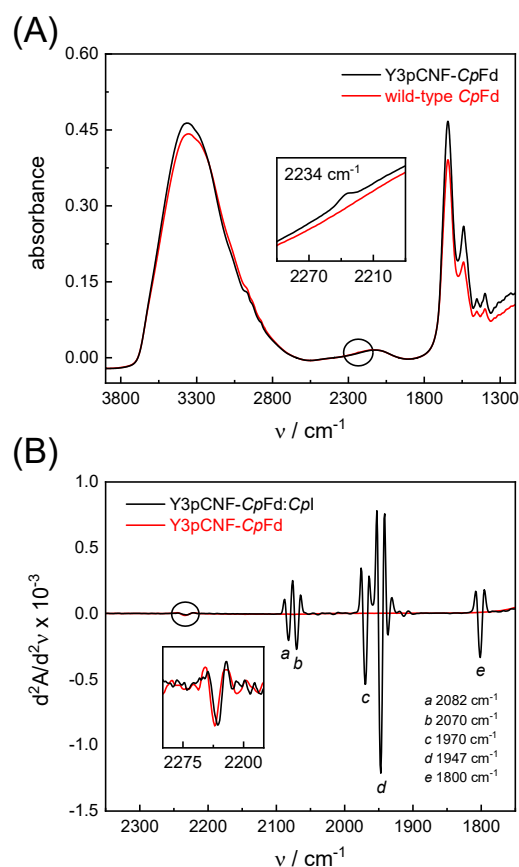 (A)
0.60
0.45
0.30
0.15
0.00
absorbance
Y3pCNF-CpFd
wild-type CpFd
2234 cm⁻¹
2270 2210
3800 3300 2800 2300 1800 1300
ν / cm⁻¹
(B)
1.0
0.5
0.0
-0.5
-1.0
-1.5
d²A/d²ν x 10⁻³
Y3pCNF-CpFd:CpI
Y3pCNF-CpFd
a
b
c
d
e
2275 2200
a 2082 cm⁻¹
b 2070 cm⁻¹
c 1970 cm⁻¹
d 1947 cm⁻¹
e 1800 cm⁻¹
2300 2200 2100 2000 1900 1800
ν / cm⁻¹